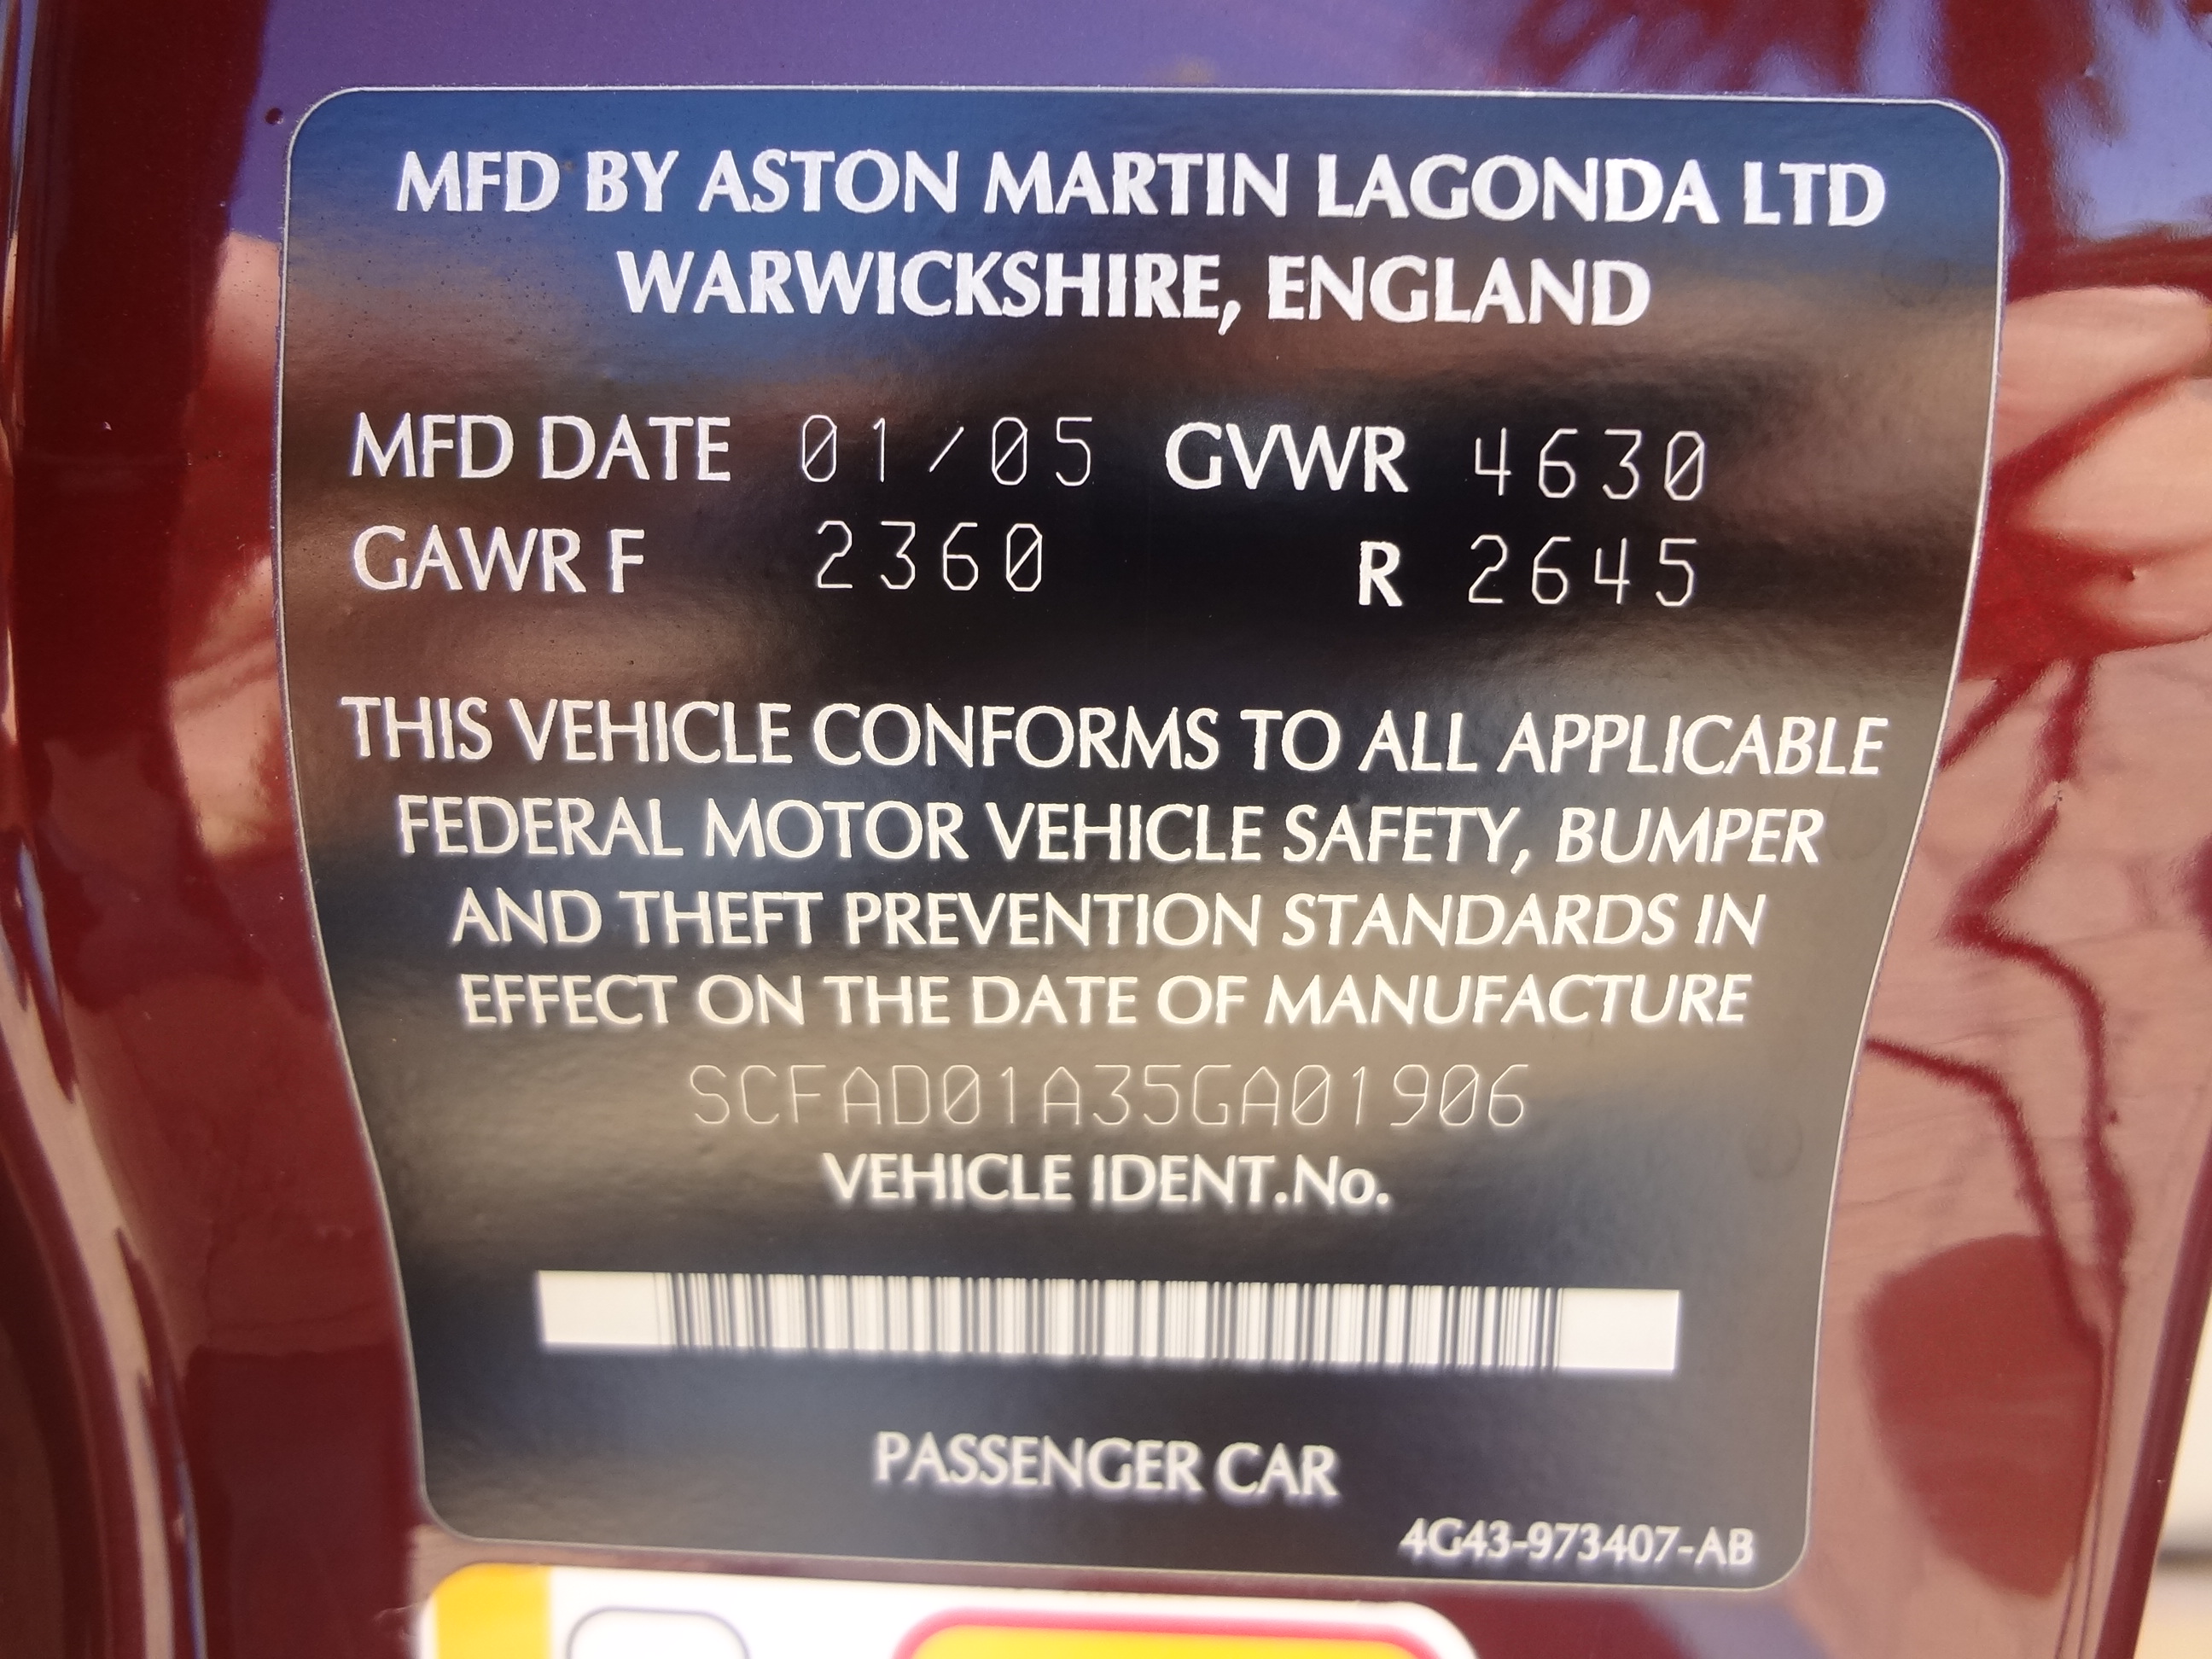 MFD BY ASTON MARTIN LAGONDA LTD
WARWICKSHIRE, ENGLAND
MFD DATE 01/05 GVWR 4630
GAWR F 2360 R 2645
THIS VEHICLE CONFORMS TO ALL APPLICABLE
FEDERAL MOTOR VEHICLE SAFETY, BUMPER
AND THEFT PREVENTION STANDARDS IN
EFFECT ON THE DATE OF MANUFACTURE
SCFAD01A35GA01906
VEHICLE IDENT.No.
PASSENGER CAR
4G43-973407-AB